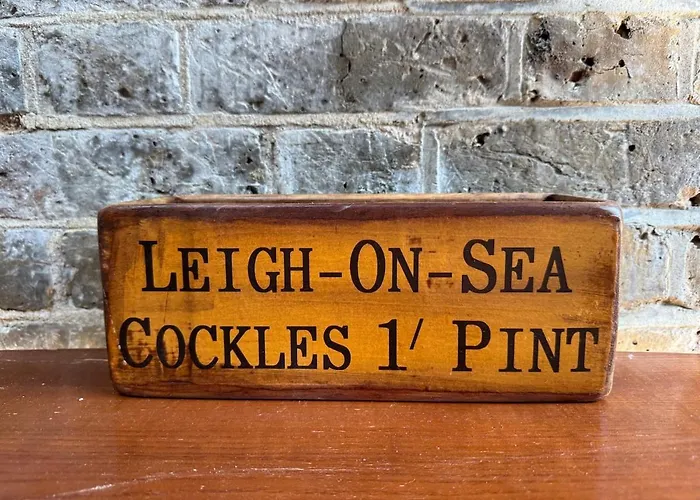 Leigh-On-Sea
Cockles 1/ Pint